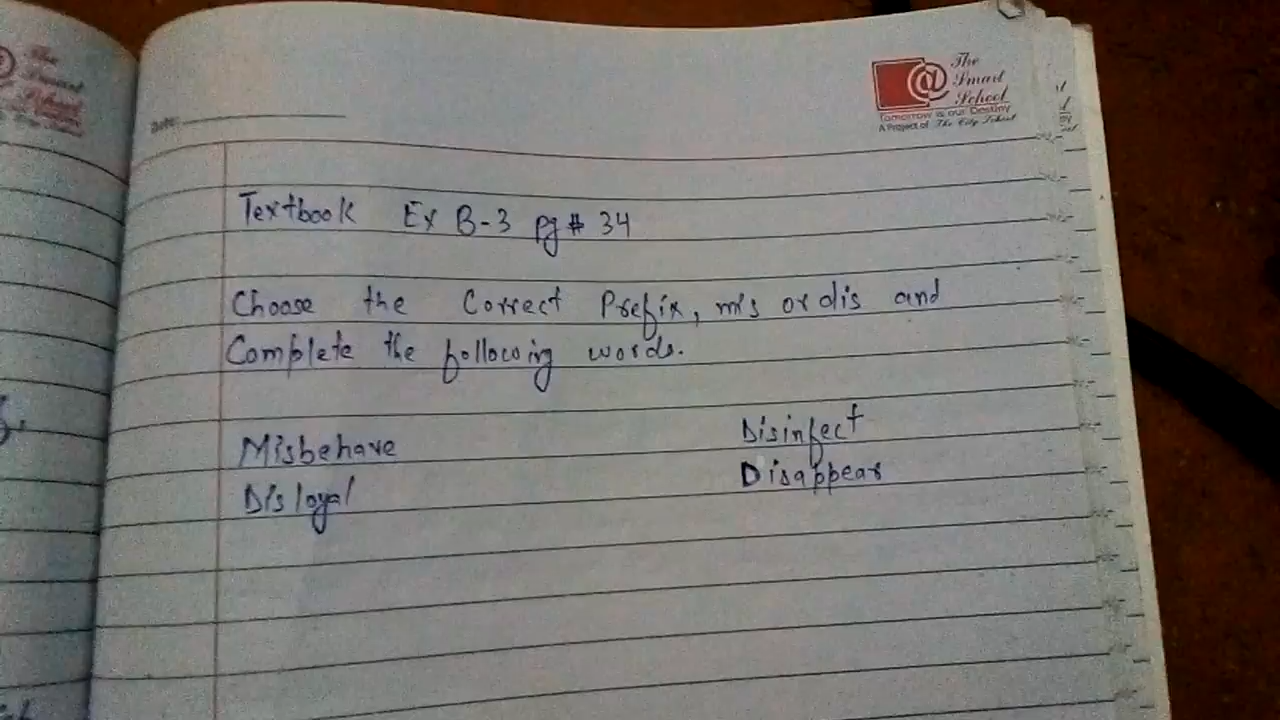 The
Smart
School
Tomorrow is our Destiny
A Project of The City School
Date:
Textbook Ex B-3 pg # 34
Choose the Correct Prefix, mis or dis and
Complete the following words.
Misbehave Disinfect
Disloyal Disappear